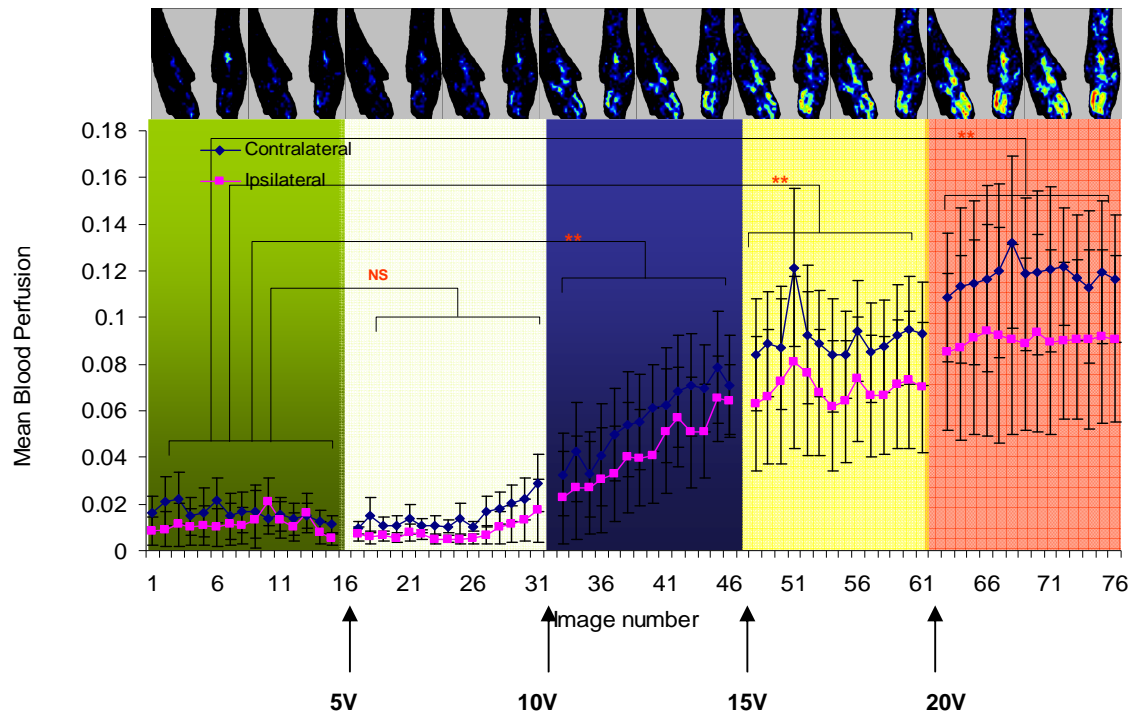 0.18
0.16
0.14
0.12
0.1
0.08
0.06
0.04
0.02
0
Mean Blood Perfusion
Contralateral
Ipsilateral
**
**
**
NS
1 6 11 16 21 26 31 36 41 46 51 56 61 66 71 76
Image number
5V 10V 15V 20V